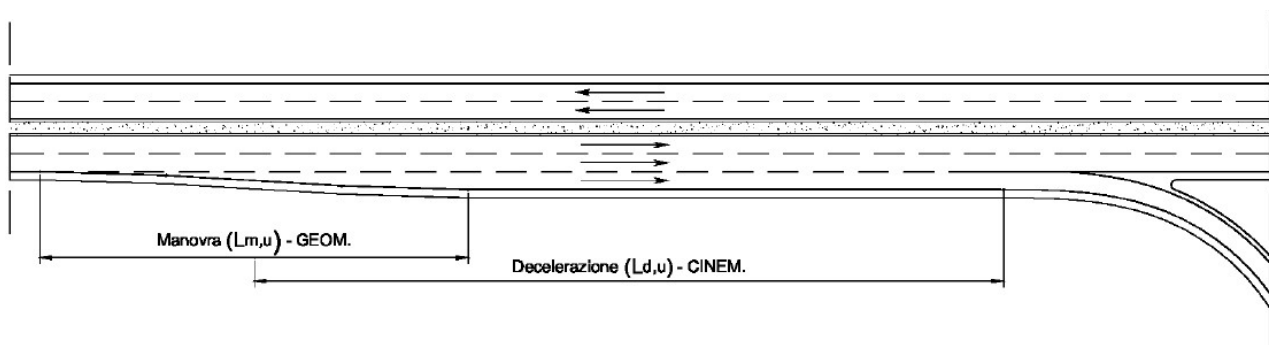 Manovra (Lm,u) - GEOM.
Decelerazione (Ld,u) - CINEM.